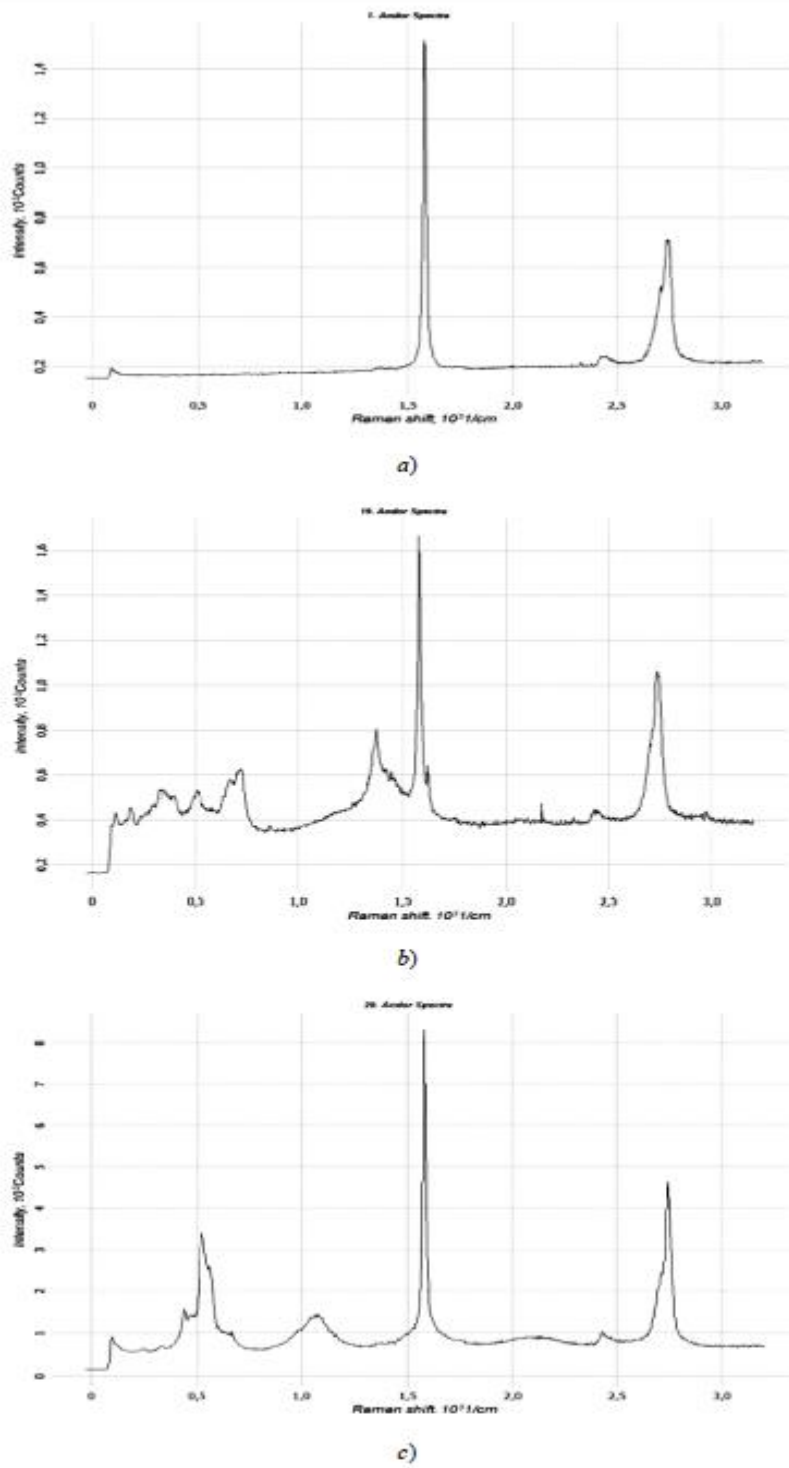 1. Andor Spectra
Intensity, 10³Counts
1,4
1,2
1,0
0,8
0,6
0,4
0,2
0 0,5 1,0 1,5 2,0 2,5 3,0
Raman shift, 10³1/cm
a)
Andor Spectra
Intensity, 10³Counts
1,6
1,4
1,2
1,0
0,8
0,6
0,4
0,2
0 0,5 1,0 1,5 2,0 2,5 3,0
Raman shift, 10³1/cm
b)
Andor Spectra
Intensity, 10³Counts
8
7
6
5
4
3
2
1
0
0 0,5 1,0 1,5 2,0 2,5 3,0
Raman shift, 10³1/cm
c)